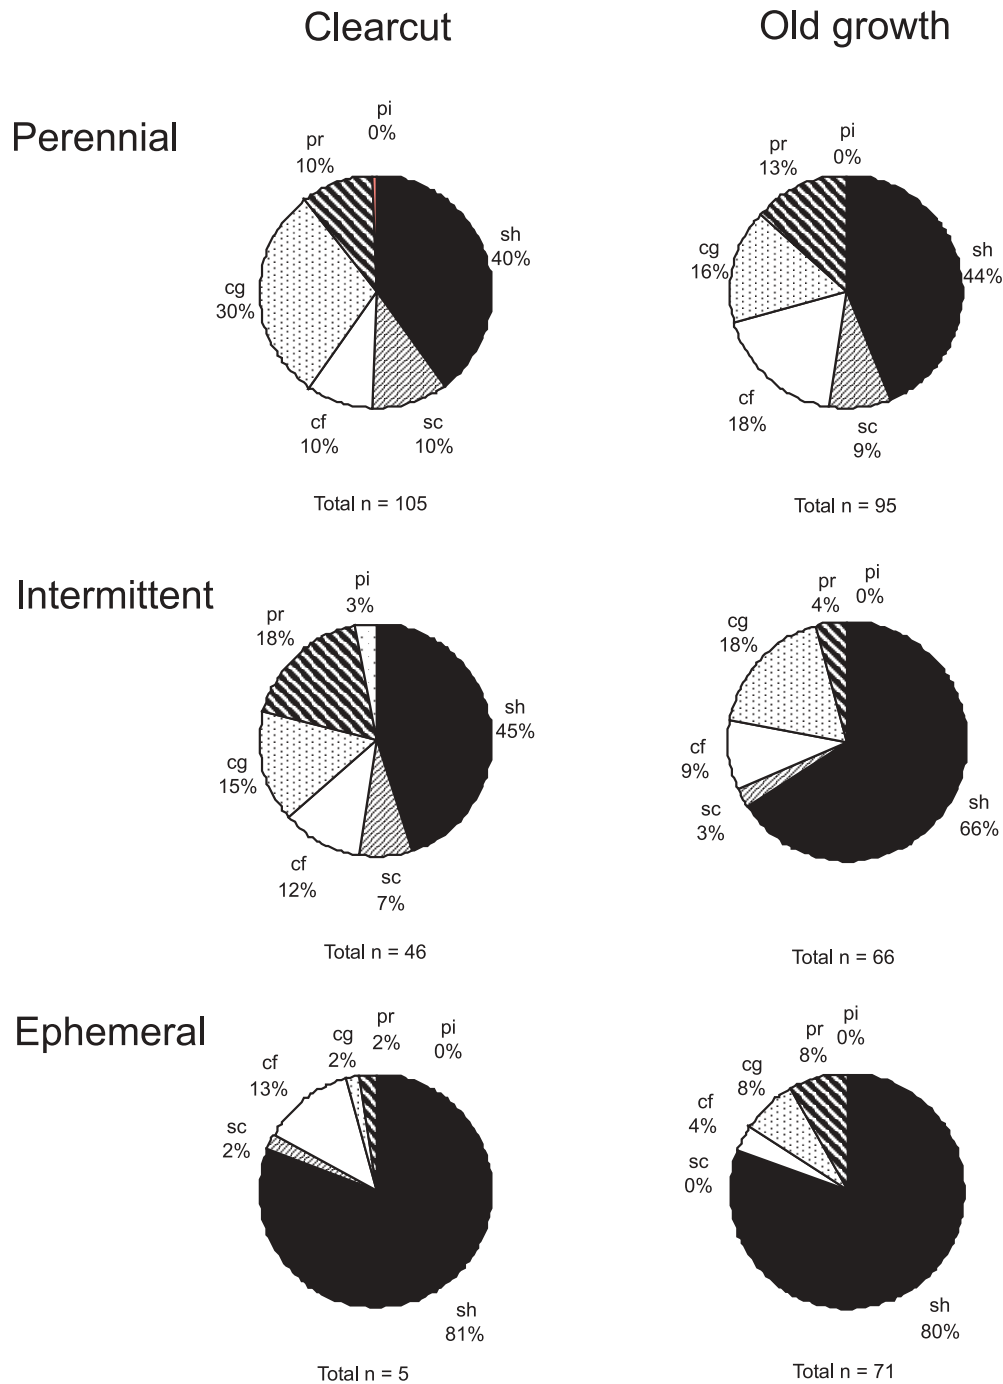 Clearcut
Old growth
Perennial
pi
0%
pr
10%
sh
40%
cg
30%
cf
10%
sc
10%
Total n = 105
pi
0%
pr
13%
cg
16%
sh
44%
cf
18%
sc
9%
Total n = 95
Intermittent
pi
3%
pr
18%
sh
45%
cg
15%
cf
12%
sc
7%
Total n = 46
pi
0%
pr
4%
cg
18%
cf
9%
sc
3%
sh
66%
Total n = 66
Ephemeral
pr
2%
pi
0%
cg
2%
cf
13%
sc
2%
sh
81%
Total n = 5
pi
0%
pr
8%
cg
8%
cf
4%
sc
0%
sh
80%
Total n = 71